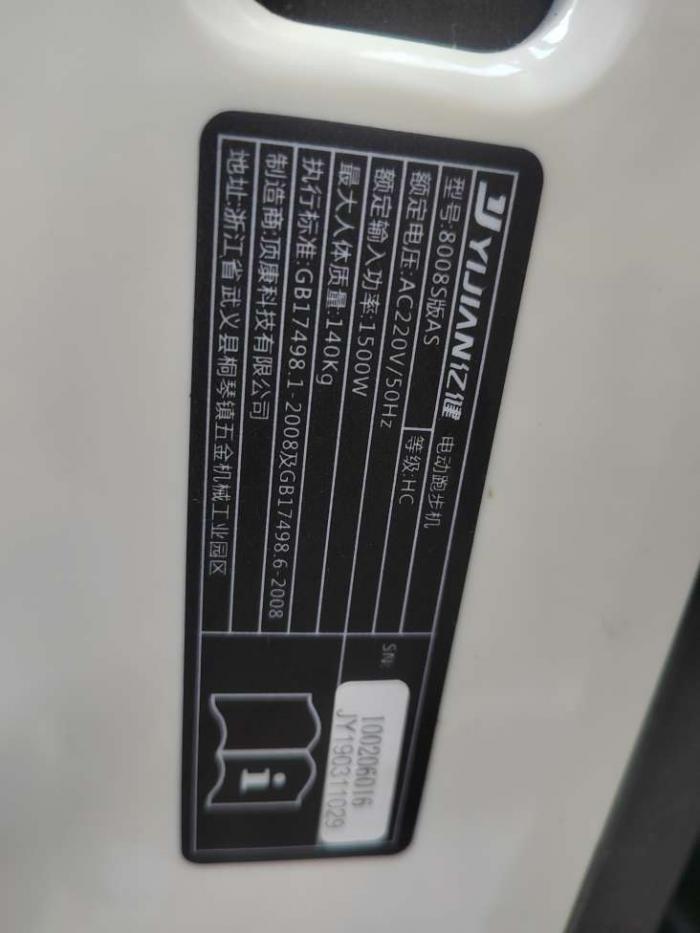 YIJIAN亿健 电动跑步机
型号:8008S版AS
额定电压:AC220V/50Hz 等级:HC
额定输入功率:1500W
最大人体质量:140Kg
执行标准:GB17498.1-2008及GB17498.6-2008
制造商:顶康科技有限公司
地址:浙江省武义县桐琴镇五金机械工业园区
SN:
100206016
JY190311029
i